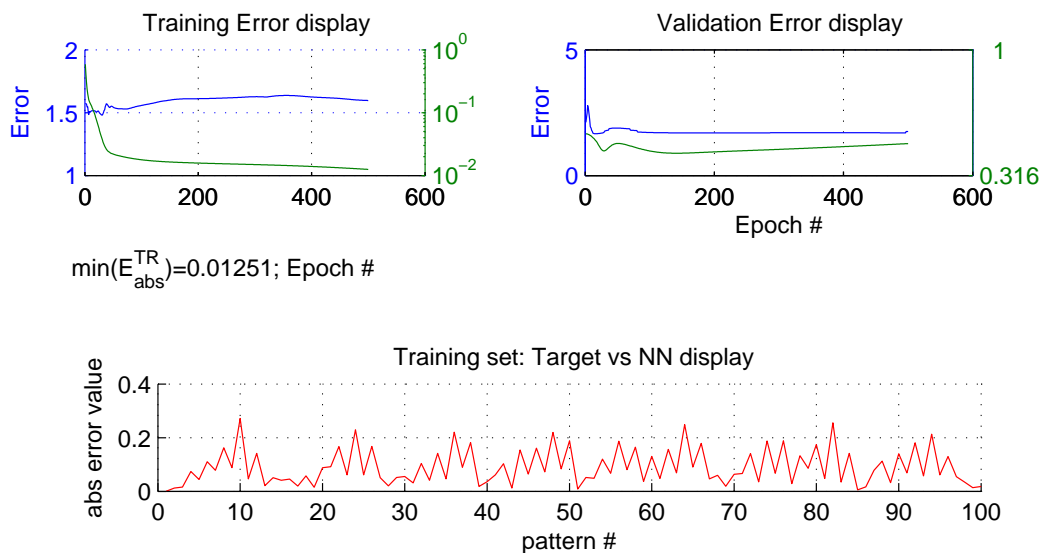 Training Error display
Validation Error display
2
1.5
1
Error
10^0
10^-1
10^-2
0 200 400 600
5
0
Error
1
0.316
0 200 400 600
Epoch #
min(E_abs^TR)=0.01251; Epoch #
Training set: Target vs NN display
0.4
0.2
0
abs error value
0 10 20 30 40 50 60 70 80 90 100
pattern #